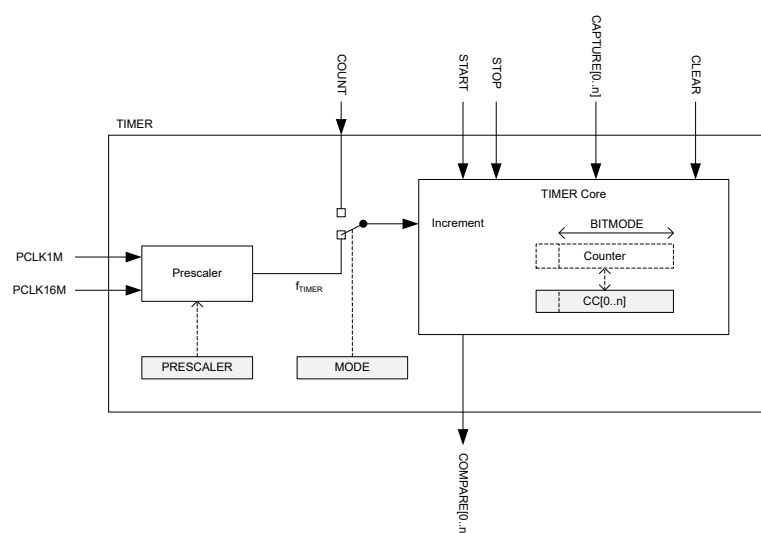 COUNT
START
STOP
CAPTURE[0..n]
CLEAR
TIMER
TIMER Core
Increment
BITMODE
Counter
CC[0..n]
PCLK1M
PCLK16M
Prescaler
fTIMER
PRESCALER
MODE
COMPARE[0..n